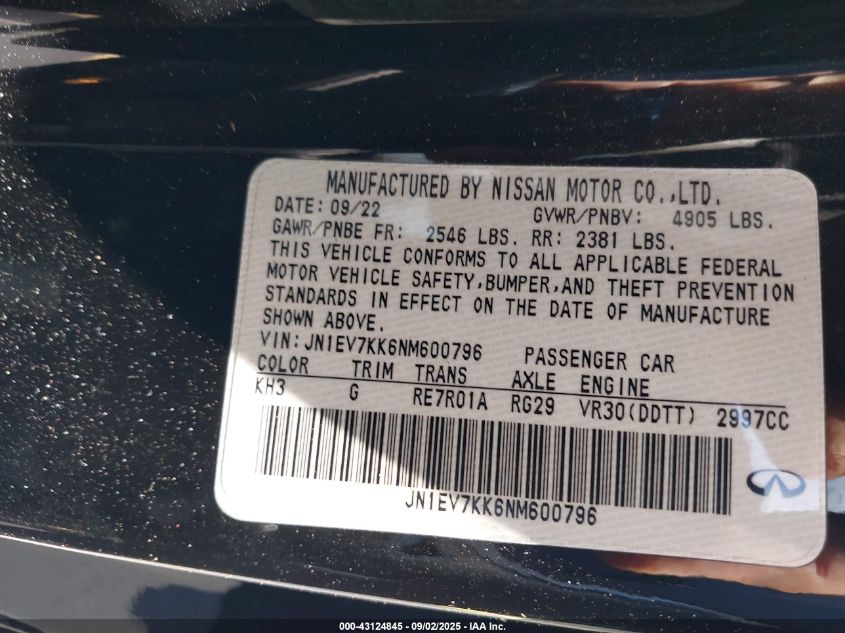 MANUFACTURED BY NISSAN MOTOR CO.,LTD.
DATE: 09/22 GVWR/PNBV: 4905 LBS.
GAWR/PNBE FR: 2546 LBS. RR: 2381 LBS.
THIS VEHICLE CONFORMS TO ALL APPLICABLE FEDERAL
MOTOR VEHICLE SAFETY,BUMPER,AND THEFT PREVENTION
STANDARDS IN EFFECT ON THE DATE OF MANUFACTURE
SHOWN ABOVE.
VIN:JN1EV7KK6NM600796 PASSENGER CAR
COLOR TRIM TRANS AXLE ENGINE
KH3 G RE7R01A RG29 VR30(DDTT) 2997CC
JN1EV7KK6NM600796
000-43124845 - 09/02/2025 - IAA Inc.